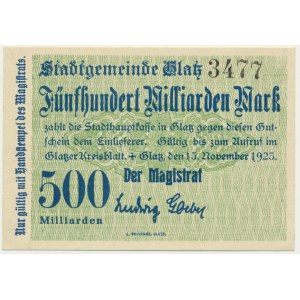 Stadtgemeinde Glatz 3477
Fünfhundert Milliarden Mark
zahlt die Stadthauptkasse in Glatz gegen diesen Gut-
schein dem Einlieferer. Gültig bis zum Aufruf im
Glatzer Kreisblatt. + Glatz, den 15. November 1923.
500
Milliarden
Der Magistrat
Ludwig
Nur gültig mit Handstempel des Magistrats.